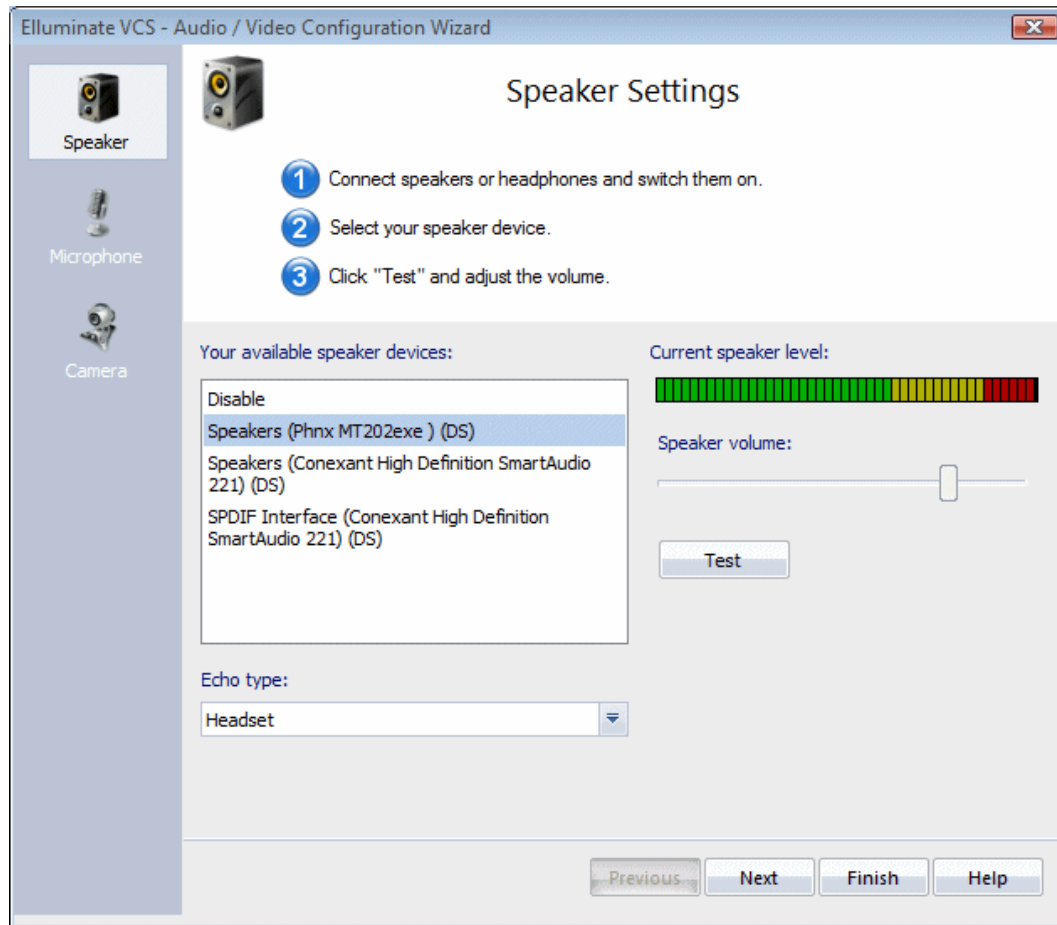 Elluminate VCS - Audio / Video Configuration Wizard
Speaker
Microphone
Camera
Speaker Settings
1 Connect speakers or headphones and switch them on.
2 Select your speaker device.
3 Click "Test" and adjust the volume.
Your available speaker devices:
Disable
Speakers (Phnx MT202exe ) (DS)
Speakers (Conexant High Definition SmartAudio
221) (DS)
SPDIF Interface (Conexant High Definition
SmartAudio 221) (DS)
Echo type:
Headset
Current speaker level:
Speaker volume:
Test
Previous
Next
Finish
Help